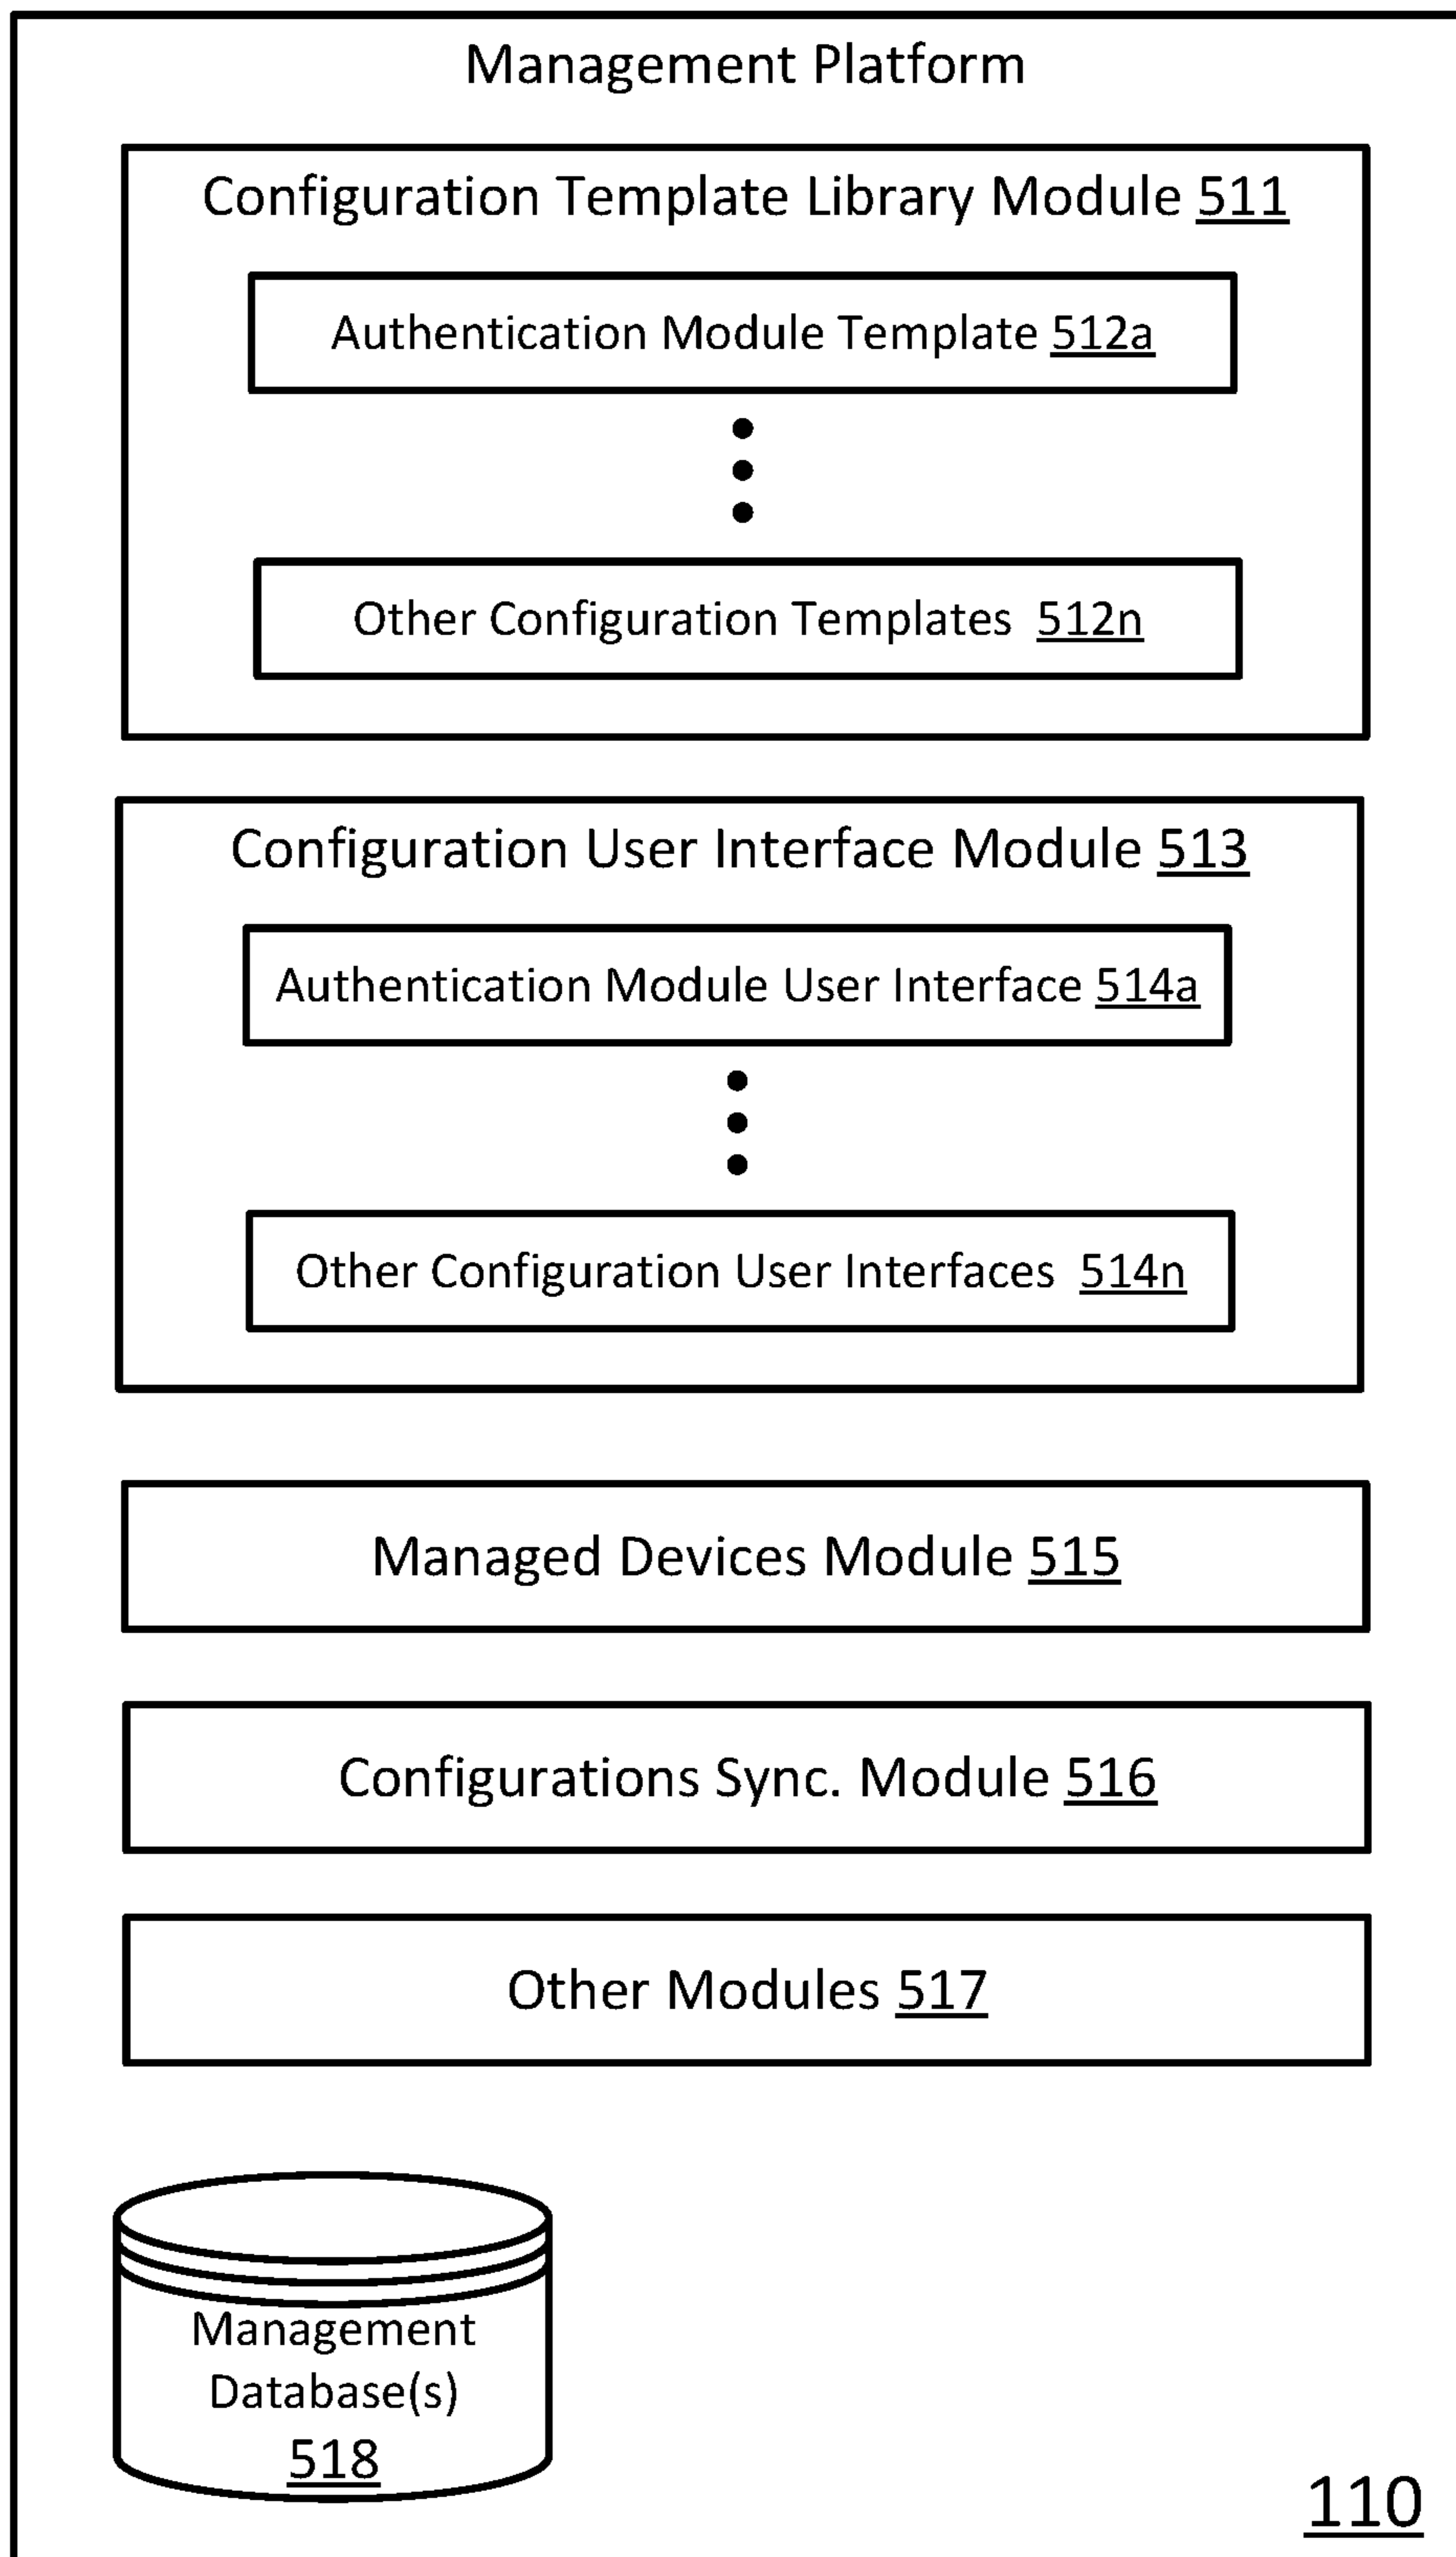 Management Platform
Configuration Template Library Module 511
Authentication Module Template 512a
Other Configuration Templates 512n
Configuration User Interface Module 513
Authentication Module User Interface 514a
Other Configuration User Interfaces 514n
Managed Devices Module 515
Configurations Sync. Module 516
Other Modules 517
Management
Database(s)
518
110